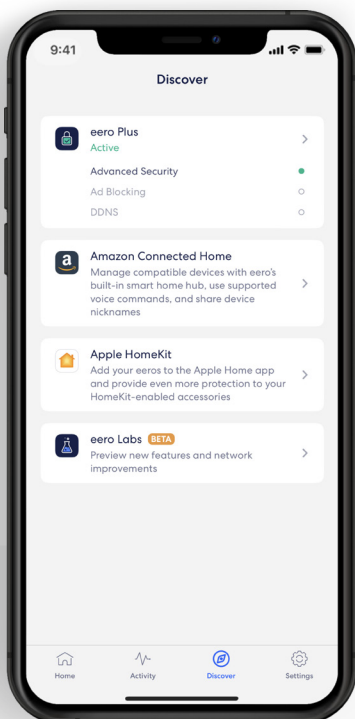 9:41
Discover
eero Plus
Active
Advanced Security
Ad Blocking
DDNS
Amazon Connected Home
Manage compatible devices with eero's
built-in smart home hub, use supported
voice commands, and share device
nicknames
Apple HomeKit
Add your eeros to the Apple Home app
and provide even more protection to your
HomeKit-enabled accessories
eero Labs BETA
Preview new features and network
improvements
Home Activity Discover Settings